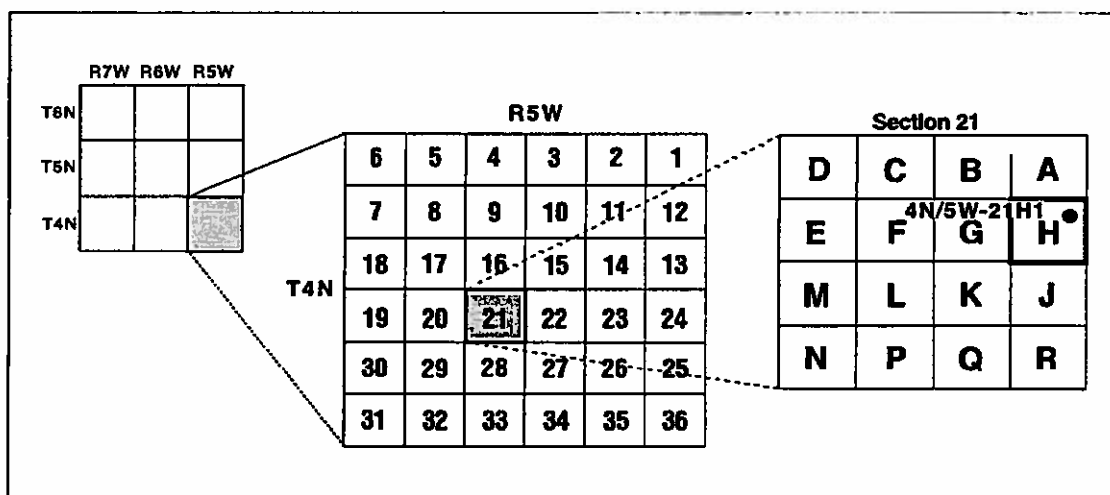 R7W R6W R5W
T6N
T5N
T4N
R5W
T4N
6 5 4 3 2 1
7 8 9 10 11 12
18 17 16 15 14 13
19 20 21 22 23 24
30 29 28 27 26 25
31 32 33 34 35 36
Section 21
D C B A
4N/5W-21H1
E F G H
M L K J
N P Q R